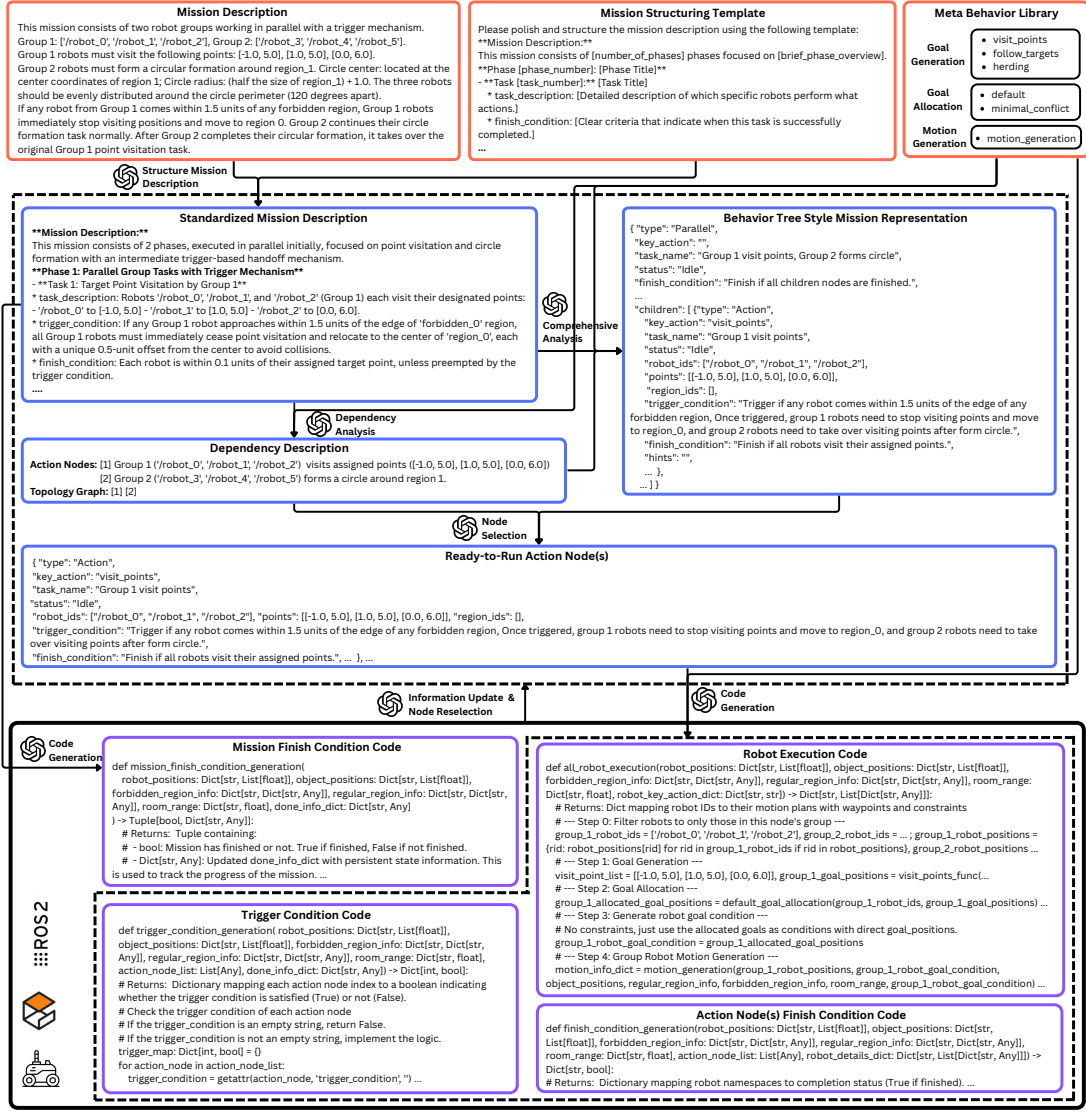 Mission Description
This mission consists of two robot groups working in parallel with a trigger mechanism.
Group 1: ['/robot_0', '/robot_1', '/robot_2'], Group 2: ['/robot_3', '/robot_4', '/robot_5'].
Group 1 robots must visit the following points: [-1.0, 5.0], [1.0, 5.0], [0.0, 6.0].
Group 2 robots must form a circular formation around region_1. Circle center: located at the
center coordinates of region 1; Circle radius: (half the size of region_1) + 1.0. The three robots
should be evenly distributed around the circle perimeter (120 degrees apart).
If any robot from Group 1 comes within 1.5 units of any forbidden region, Group 1 robots
immediately stop visiting positions and move to region 0. Group 2 continues their circle
formation task normally. After Group 2 completes their circular formation, it takes over the
original Group 1 point visitation task.
Mission Structuring Template
Please polish and structure the mission description using the following template:
**Mission Description:**
This mission consists of [number_of_phases] phases focused on [brief_phase_overview].
**Phase [phase_number]: [Phase Title]**
- **Task [task_number]:** [Task Title]
* task_description: [Detailed description of which specific robots perform what
actions.]
* finish_condition: [Clear criteria that indicate when this task is successfully
completed.]
...
Meta Behavior Library
Goal
Generation
• visit_points
• follow_targets
• herding
Goal
Allocation
• default
• minimal_conflict
Motion
Generation
• motion_generation
Structure Mission
Description
Standardized Mission Description
**Mission Description:**
This mission consists of 2 phases, executed in parallel initially, focused on point visitation and circle
formation with an intermediate trigger-based handoff mechanism.
**Phase 1: Parallel Group Tasks with Trigger Mechanism**
- **Task 1: Target Point Visitation by Group 1**
* task_description: Robots '/robot_0', '/robot_1', and '/robot_2' (Group 1) each visit their designated points:
- '/robot_0' to [-1.0, 5.0] - '/robot_1' to [1.0, 5.0] - '/robot_2' to [0.0, 6.0].
* trigger_condition: If any Group 1 robot approaches within 1.5 units of the edge of 'forbidden_0' region,
all Group 1 robots must immediately cease point visitation and relocate to the center of 'region_0', each
with a unique 0.5-unit offset from the center to avoid collisions.
* finish_condition: Each robot is within 0.1 units of their assigned target point, unless preempted by the
trigger condition.
....
Comprehensive
Analysis
Behavior Tree Style Mission Representation
{ "type": "Parallel",
"key_action": "",
"task_name": "Group 1 visit points, Group 2 forms circle",
"status": "Idle",
"finish_condition": "Finish if all children nodes are finished.",
...
"children": [ {"type": "Action",
"key_action": "visit_points",
"task_name": "Group 1 visit points",
"status": "Idle",
"robot_ids": ["/robot_0", "/robot_1", "/robot_2"],
"points": [[-1.0, 5.0], [1.0, 5.0], [0.0, 6.0]],
"region_ids": [],
"trigger_condition": "Trigger if any robot comes within 1.5 units of the edge of any
forbidden region, Once triggered, group 1 robots need to stop visiting points and move
to region_0, and group 2 robots need to take over visiting points after form circle.",
"finish_condition": "Finish if all robots visit their assigned points.",
"hints": "",
... },
... ] }
Dependency
Analysis
Dependency Description
Action Nodes: [1] Group 1 ('/robot_0', '/robot_1', '/robot_2') visits assigned points ([-1.0, 5.0], [1.0, 5.0], [0.0, 6.0])
[2] Group 2 ('/robot_3', '/robot_4', '/robot_5') forms a circle around region 1.
Topology Graph: [1] [2]
Node
Selection
Ready-to-Run Action Node(s)
{ "type": "Action",
"key_action": "visit_points",
"task_name": "Group 1 visit points",
"status": "Idle",
"robot_ids": ["/robot_0", "/robot_1", "/robot_2"], "points": [[-1.0, 5.0], [1.0, 5.0], [0.0, 6.0]], "region_ids": [],
"trigger_condition": "Trigger if any robot comes within 1.5 units of the edge of any forbidden region, Once triggered, group 1 robots need to stop visiting points and move to region_0, and group 2 robots need to take
over visiting points after form circle.",
"finish_condition": "Finish if all robots visit their assigned points.", ... }, ...
Information Update &
Node Reselection
Code
Generation
Code
Generation
Mission Finish Condition Code
def mission_finish_condition_generation(
robot_positions: Dict[str, List[float]], object_positions: Dict[str, List[float]],
forbidden_region_info: Dict[str, Dict[str, Any]], regular_region_info: Dict[str, Dict[str,
Any]], room_range: Dict[str, float], done_info_dict: Dict[str, Any]
) -> Tuple[bool, Dict[str, Any]]:
# Returns: Tuple containing:
# - bool: Mission has finished or not. True if finished, False if not finished.
# - Dict[str, Any]: Updated done_info_dict with persistent state information. This
is used to track the progress of the mission. ...
Robot Execution Code
def all_robot_execution(robot_positions: Dict[str, List[float]], object_positions: Dict[str, List[float]],
forbidden_region_info: Dict[str, Dict[str, Any]], regular_region_info: Dict[str, Dict[str, Any]], room_range:
Dict[str, float], robot_key_action_dict: Dict[str, str]) -> Dict[str, List[Dict[str, Any]]]:
# Returns: Dict mapping robot IDs to their motion plans with waypoints and constraints
# --- Step 0: Filter robots to only those in this node's group ---
group_1_robot_ids = ['/robot_0', '/robot_1', '/robot_2'], group_2_robot_ids = ... ; group_1_robot_positions =
{rid: robot_positions[rid] for rid in group_1_robot_ids if rid in robot_positions}, group_2_robot_positions ...
# --- Step 1: Goal Generation ---
visit_point_list = [[-1.0, 5.0], [1.0, 5.0], [0.0, 6.0]], group_1_goal_positions = visit_points_func(...
# --- Step 2: Goal Allocation ---
group_1_allocated_goal_positions = default_goal_allocation(group_1_robot_ids, group_1_goal_positions) ...
# --- Step 3: Generate robot goal condition ---
# No constraints, just use the allocated goals as conditions with direct goal_positions.
group_1_robot_goal_condition = group_1_allocated_goal_positions
# --- Step 4: Group Robot Motion Generation ---
motion_info_dict = motion_generation(group_1_robot_positions, group_1_robot_goal_condition,
object_positions, regular_region_info, forbidden_region_info, room_range, group_1_robot_goal_condition) ...
ROS2
Trigger Condition Code
def trigger_condition_generation( robot_positions: Dict[str, List[float]],
object_positions: Dict[str, List[float]], forbidden_region_info: Dict[str, Dict[str,
Any]], regular_region_info: Dict[str, Dict[str, Any]], room_range: Dict[str, float],
action_node_list: List[Any], done_info_dict: Dict[str, Any]) -> Dict[int, bool]:
# Returns: Dictionary mapping each action node index to a boolean indicating
whether the trigger condition is satisfied (True) or not (False).
# Check the trigger condition of each action node
# If the trigger_condition is an empty string, return False.
# If the trigger_condition is not an empty string, implement the logic.
trigger_map: Dict[int, bool] = {}
for action_node in action_node_list:
trigger_condition = getattr(action_node, 'trigger_condition', '') ...
Action Node(s) Finish Condition Code
def finish_condition_generation(robot_positions: Dict[str, List[float]], object_positions: Dict[str,
List[float]], forbidden_region_info: Dict[str, Dict[str, Any]], regular_region_info: Dict[str, Dict[str, Any]],
room_range: Dict[str, float], action_node_list: List[Any], robot_details_dict: Dict[str, List[Dict[str, Any]]]) ->
Dict[str, bool]:
# Returns: Dictionary mapping robot namespaces to completion status (True if finished). ...